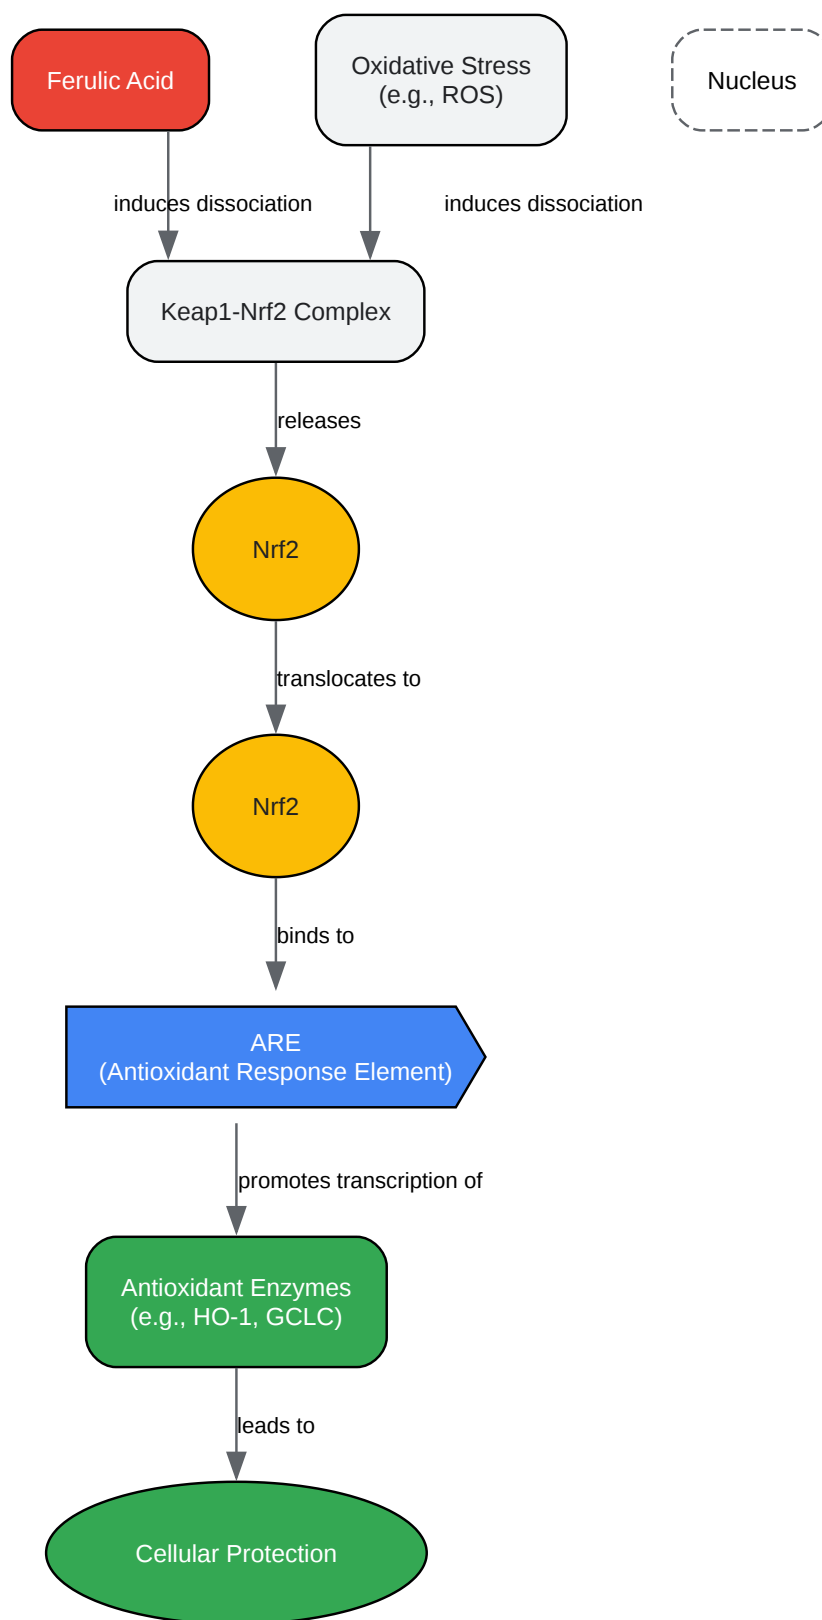 Ferulic Acid
Oxidative Stress
(e.g., ROS)
Nucleus
induces dissociation
induces dissociation
Keap1-Nrf2 Complex
releases
Nrf2
translocates to
Nrf2
binds to
ARE
(Antioxidant Response Element)
promotes transcription of
Antioxidant Enzymes
(e.g., HO-1, GCLC)
leads to
Cellular Protection